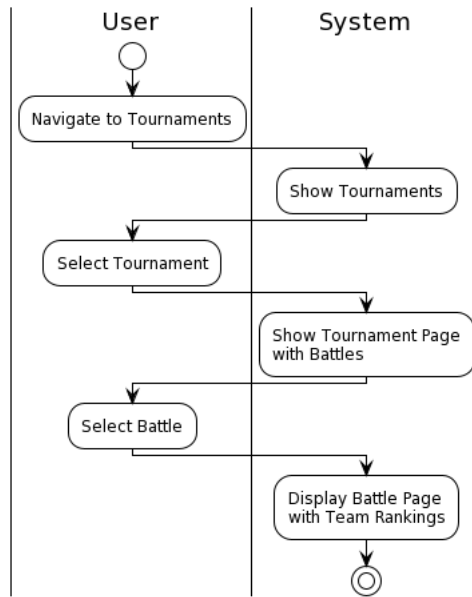 User
System
Navigate to Tournaments
Show Tournaments
Select Tournament
Show Tournament Page
with Battles
Select Battle
Display Battle Page
with Team Rankings